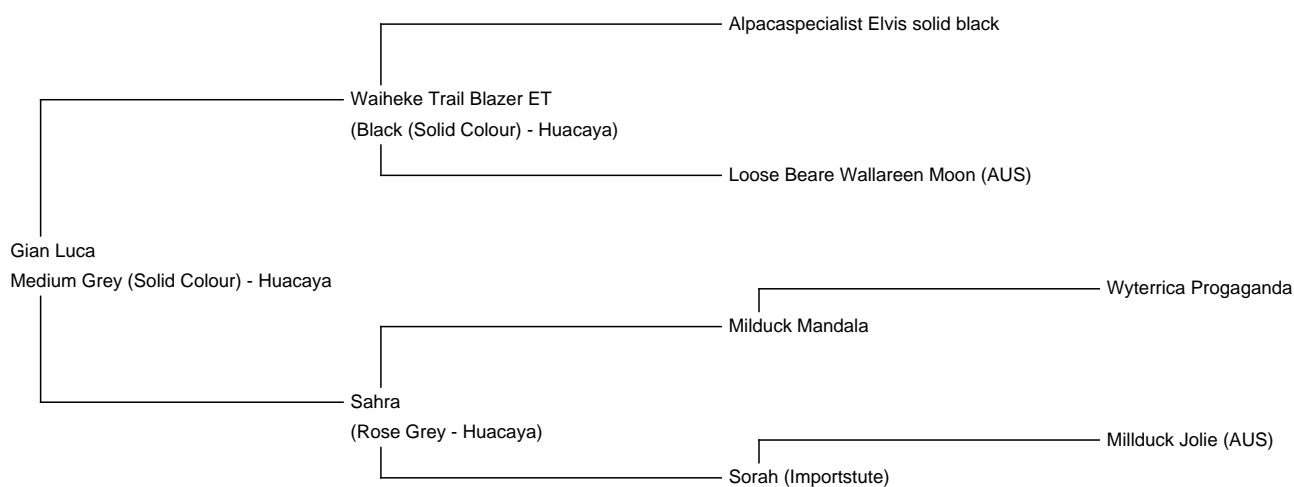 Alpacaspecialist Elvis solid black
Waiheke Trail Blazer ET
(Black (Solid Colour) - Huacaya)
Loose Beare Wallareen Moon (AUS)
Gian Luca
Medium Grey (Solid Colour) - Huacaya
Wyterrica Progaganda
Milduck Mandala
Sahra
(Rose Grey - Huacaya)
Millduck Jolie (AUS)
Sorah (Importstute)